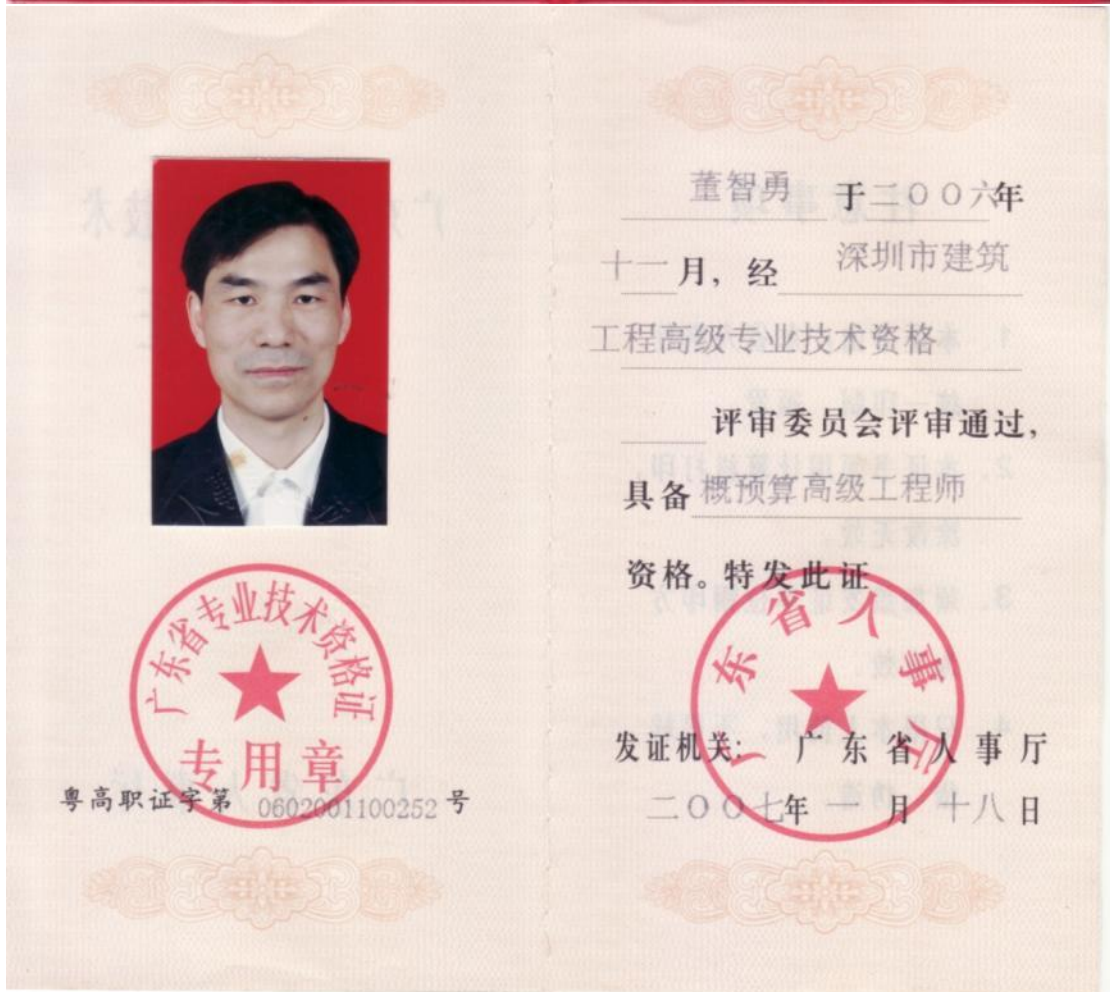 广东省专业技术资格证
专用章
粤高职证字第 0602001100252 号
董智勇 于二〇〇六年
十一月，经 深圳市建筑
工程高级专业技术资格
评审委员会评审通过，
具备 概预算高级工程师
资格。特发此证
广东省人事厅
发证机关：广东省人事厅
二〇〇七年 一 月 十八 日